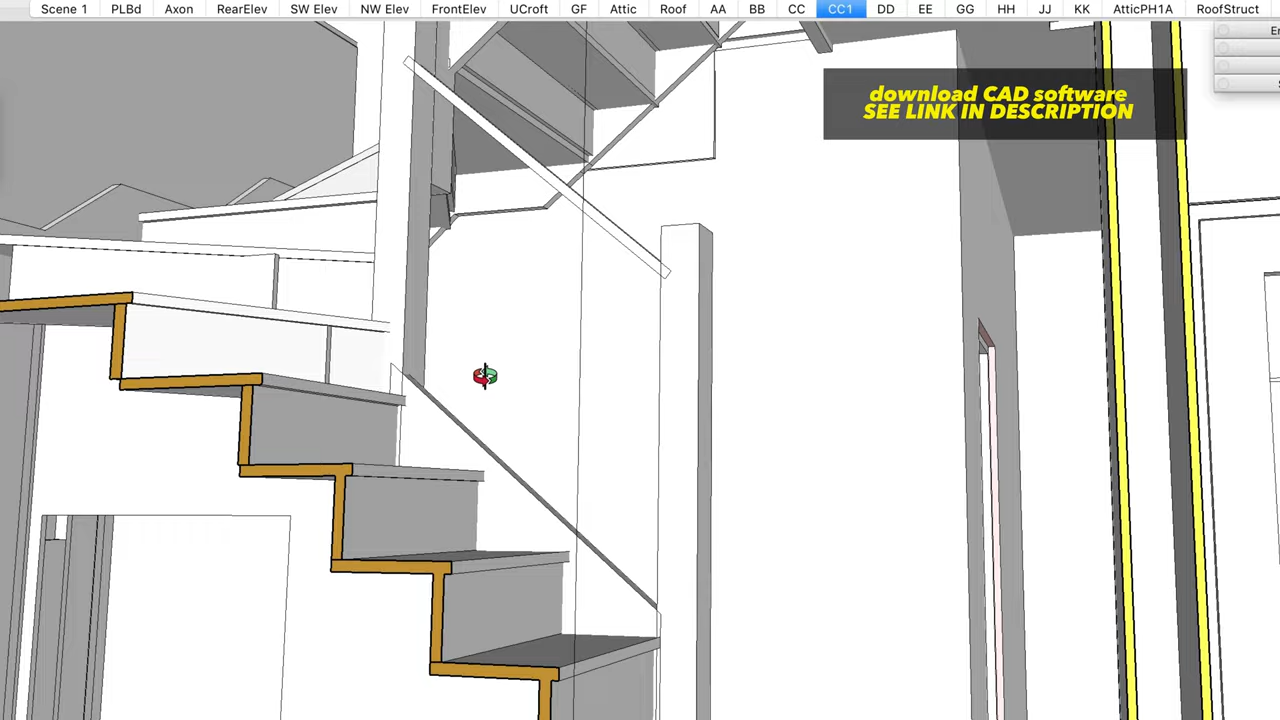 Scene 1 PLBd Axon RearElev SW Elev NW Elev FrontElev UCroft GF Attic Roof AA BB CC CC1 DD EE GG HH JJ KK AtticPH1A RoofStruct
download CAD software
SEE LINK IN DESCRIPTION